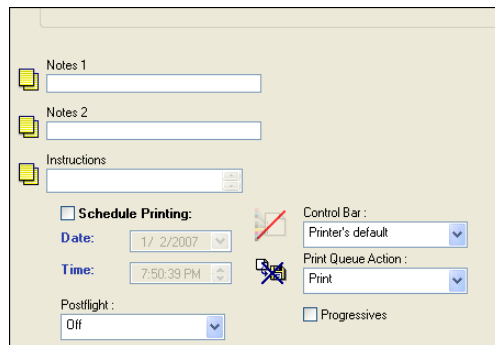 Notes 1
Notes 2
Instructions
Schedule Printing:
Date:
1/ 2/2007
Time:
7:50:39 PM
Postflight :
Off
Control Bar :
Printer's default
Print Queue Action :
Print
Progressives